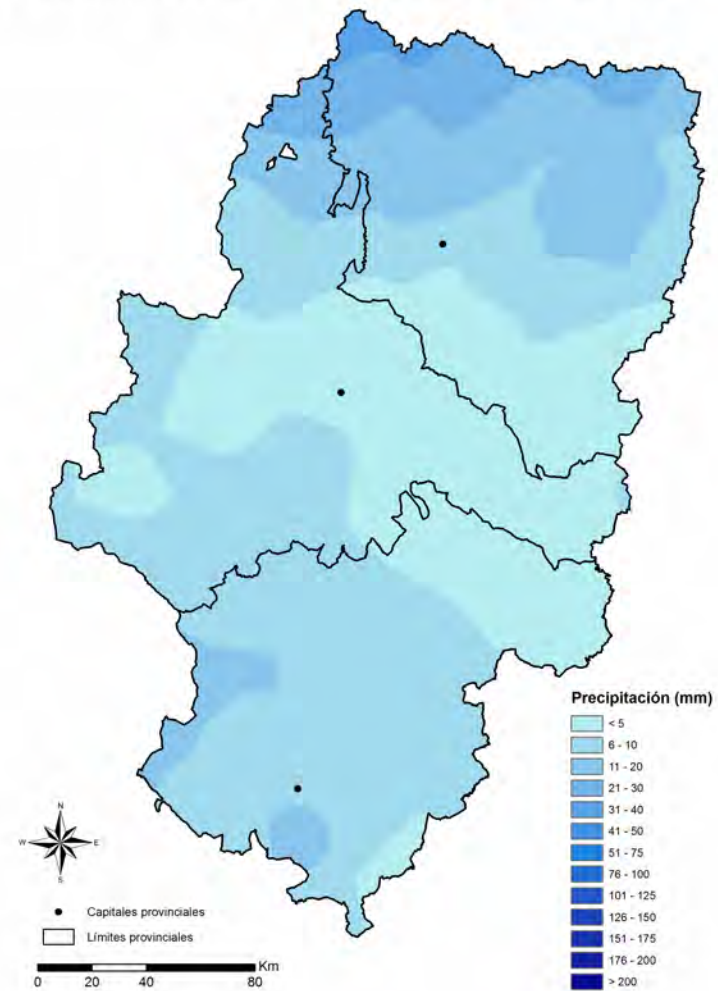 Precipitación (mm)
< 5
6 - 10
11 - 20
21 - 30
31 - 40
41 - 50
51 - 75
76 - 100
101 - 125
126 - 150
151 - 175
176 - 200
> 200
N
W E
S
Capitales provinciales
Límites provinciales
Km
0 20 40 80